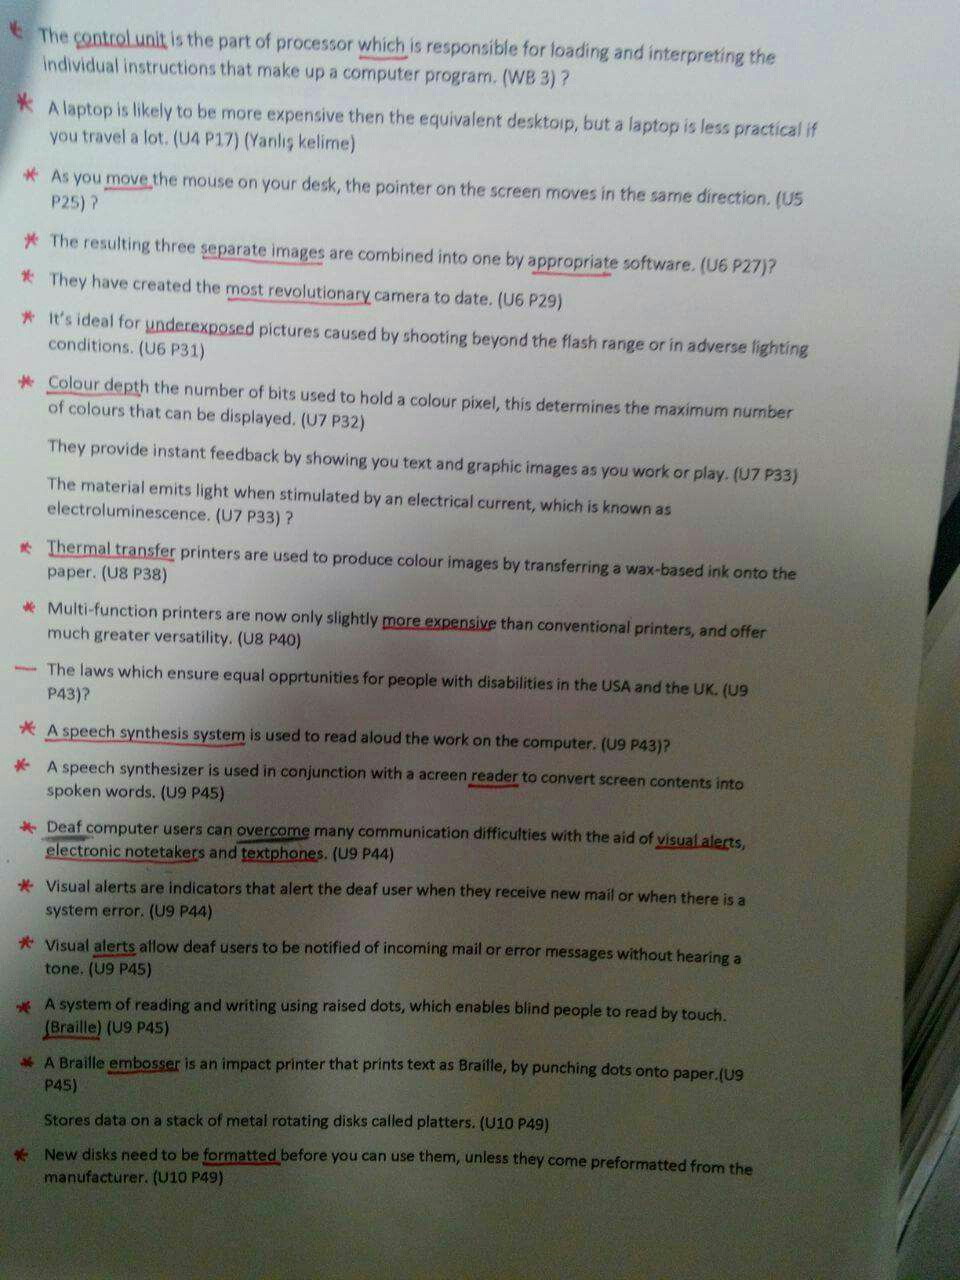 The control unit is the part of processor which is responsible for loading and interpreting the
individual instructions that make up a computer program. (WB 3) ?
A laptop is likely to be more expensive then the equivalent desktoıp, but a laptop is less practical if
you travel a lot. (U4 P17) (Yanlış kelime)
As you move the mouse on your desk, the pointer on the screen moves in the same direction. (U5
P25) ?
The resulting three separate images are combined into one by appropriate software. (U6 P27)?
They have created the most revolutionary camera to date. (U6 P29)
It's ideal for underexposed pictures caused by shooting beyond the flash range or in adverse lighting
conditions. (U6 P31)
Colour depth the number of bits used to hold a colour pixel, this determines the maximum number
of colours that can be displayed. (U7 P32)
They provide instant feedback by showing you text and graphic images as you work or play. (U7 P33)
The material emits light when stimulated by an electrical current, which is known as
electroluminescence. (U7 P33) ?
Thermal transfer printers are used to produce colour images by transferring a wax-based ink onto the
paper. (U8 P38)
Multi-function printers are now only slightly more expensive than conventional printers, and offer
much greater versatility. (U8 P40)
The laws which ensure equal opprtunities for people with disabilities in the USA and the UK. (U9
P43)?
A speech synthesis system is used to read aloud the work on the computer. (U9 P43)?
A speech synthesizer is used in conjunction with a acreen reader to convert screen contents into
spoken words. (U9 P45)
Deaf computer users can overcome many communication difficulties with the aid of visual alerts,
electronic notetakers and textphones. (U9 P44)
Visual alerts are indicators that alert the deaf user when they receive new mail or when there is a
system error. (U9 P44)
Visual alerts allow deaf users to be notified of incoming mail or error messages without hearing a
tone. (U9 P45)
A system of reading and writing using raised dots, which enables blind people to read by touch.
(Braille) (U9 P45)
A Braille embosser is an impact printer that prints text as Braille, by punching dots onto paper.(U9
P45)
Stores data on a stack of metal rotating disks called platters. (U10 P49)
New disks need to be formatted before you can use them, unless they come preformatted from the
manufacturer. (U10 P49)